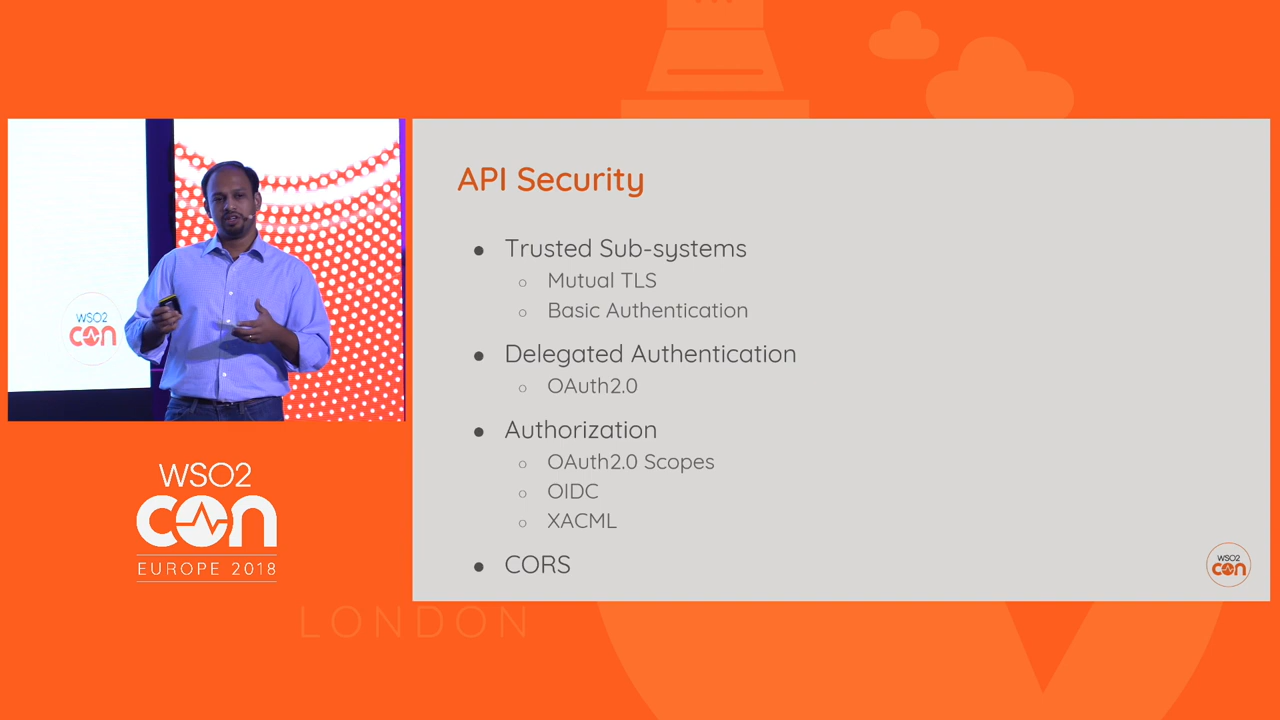 API Security
● Trusted Sub-systems
○ Mutual TLS
○ Basic Authentication
● Delegated Authentication
○ OAuth2.0
● Authorization
○ OAuth2.0 Scopes
○ OIDC
○ XACML
● CORS
WSO2
CON
WSO2
CON
EUROPE 2018
WSO2
CON
LONDON